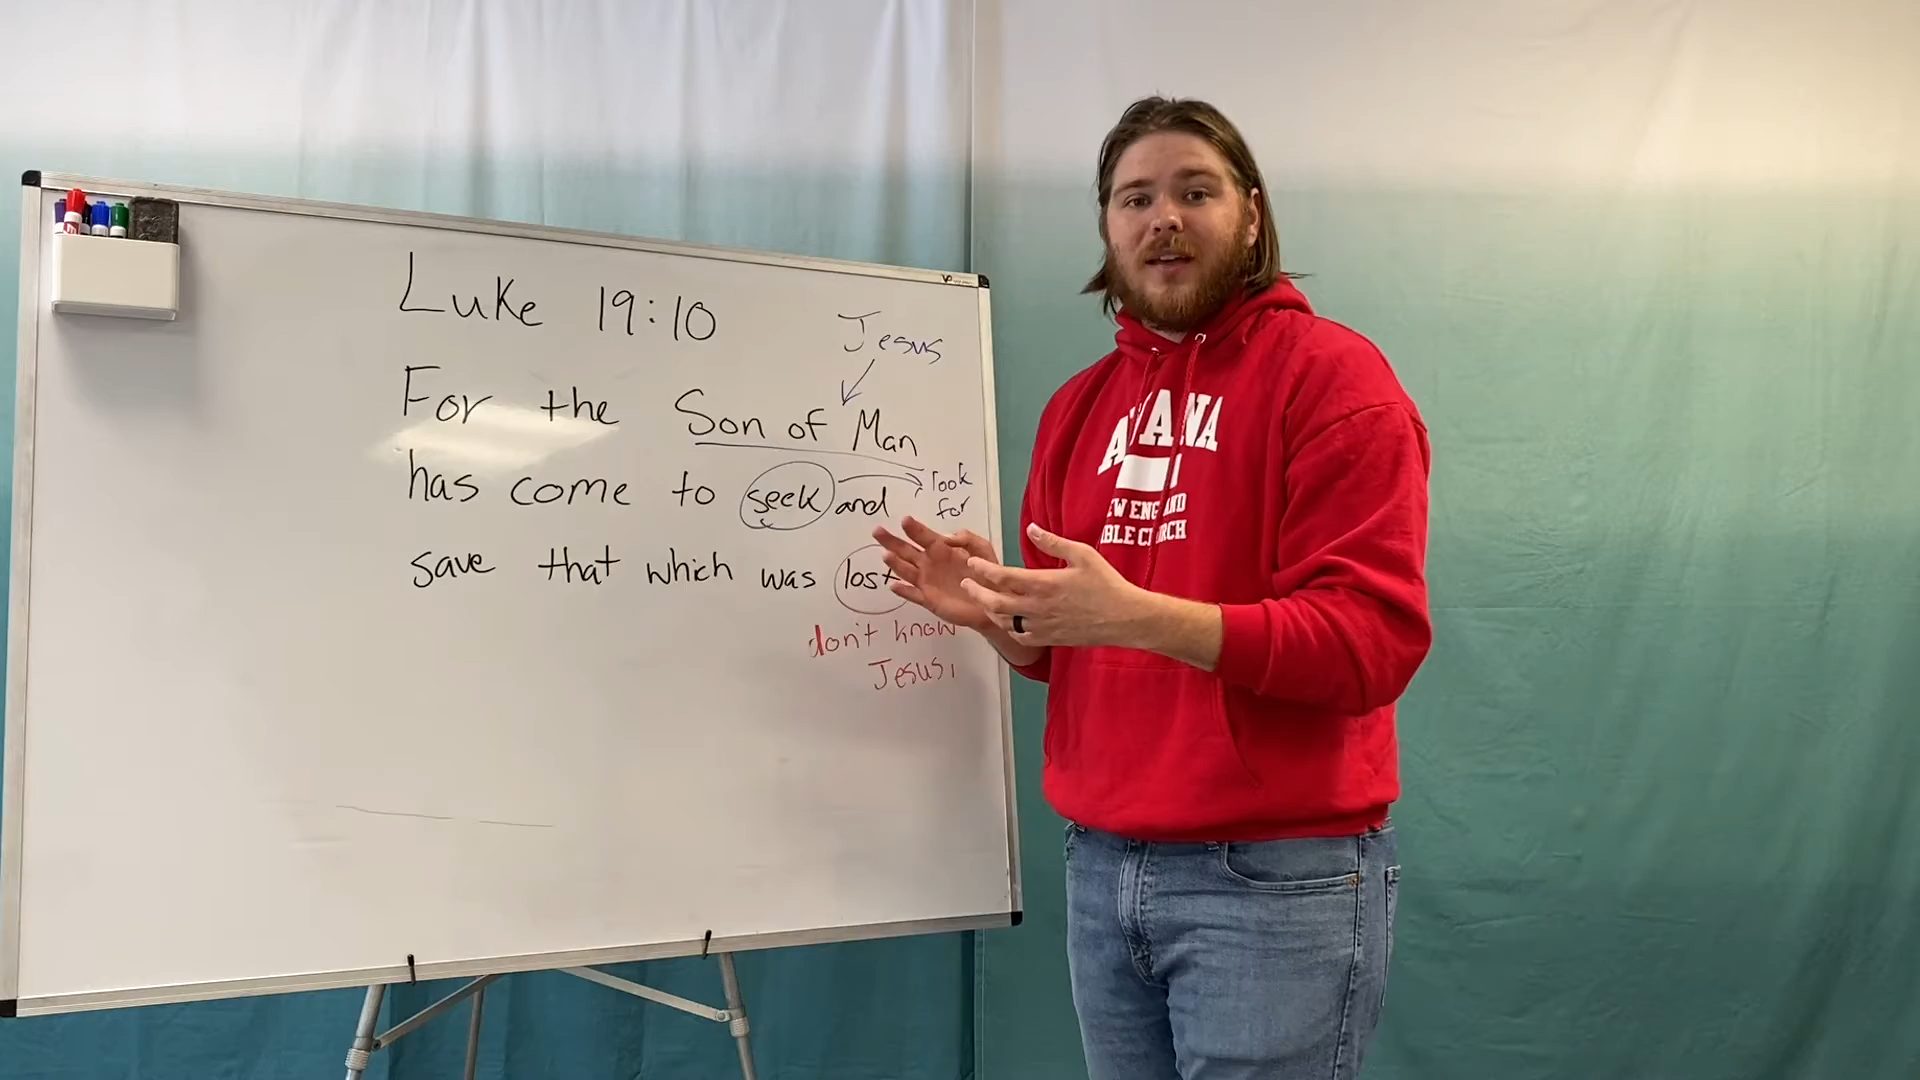 Luke 19:10
Jesus
For the Son of Man
has come to seek and
look
for
save that which was lost
don't know
Jesus,